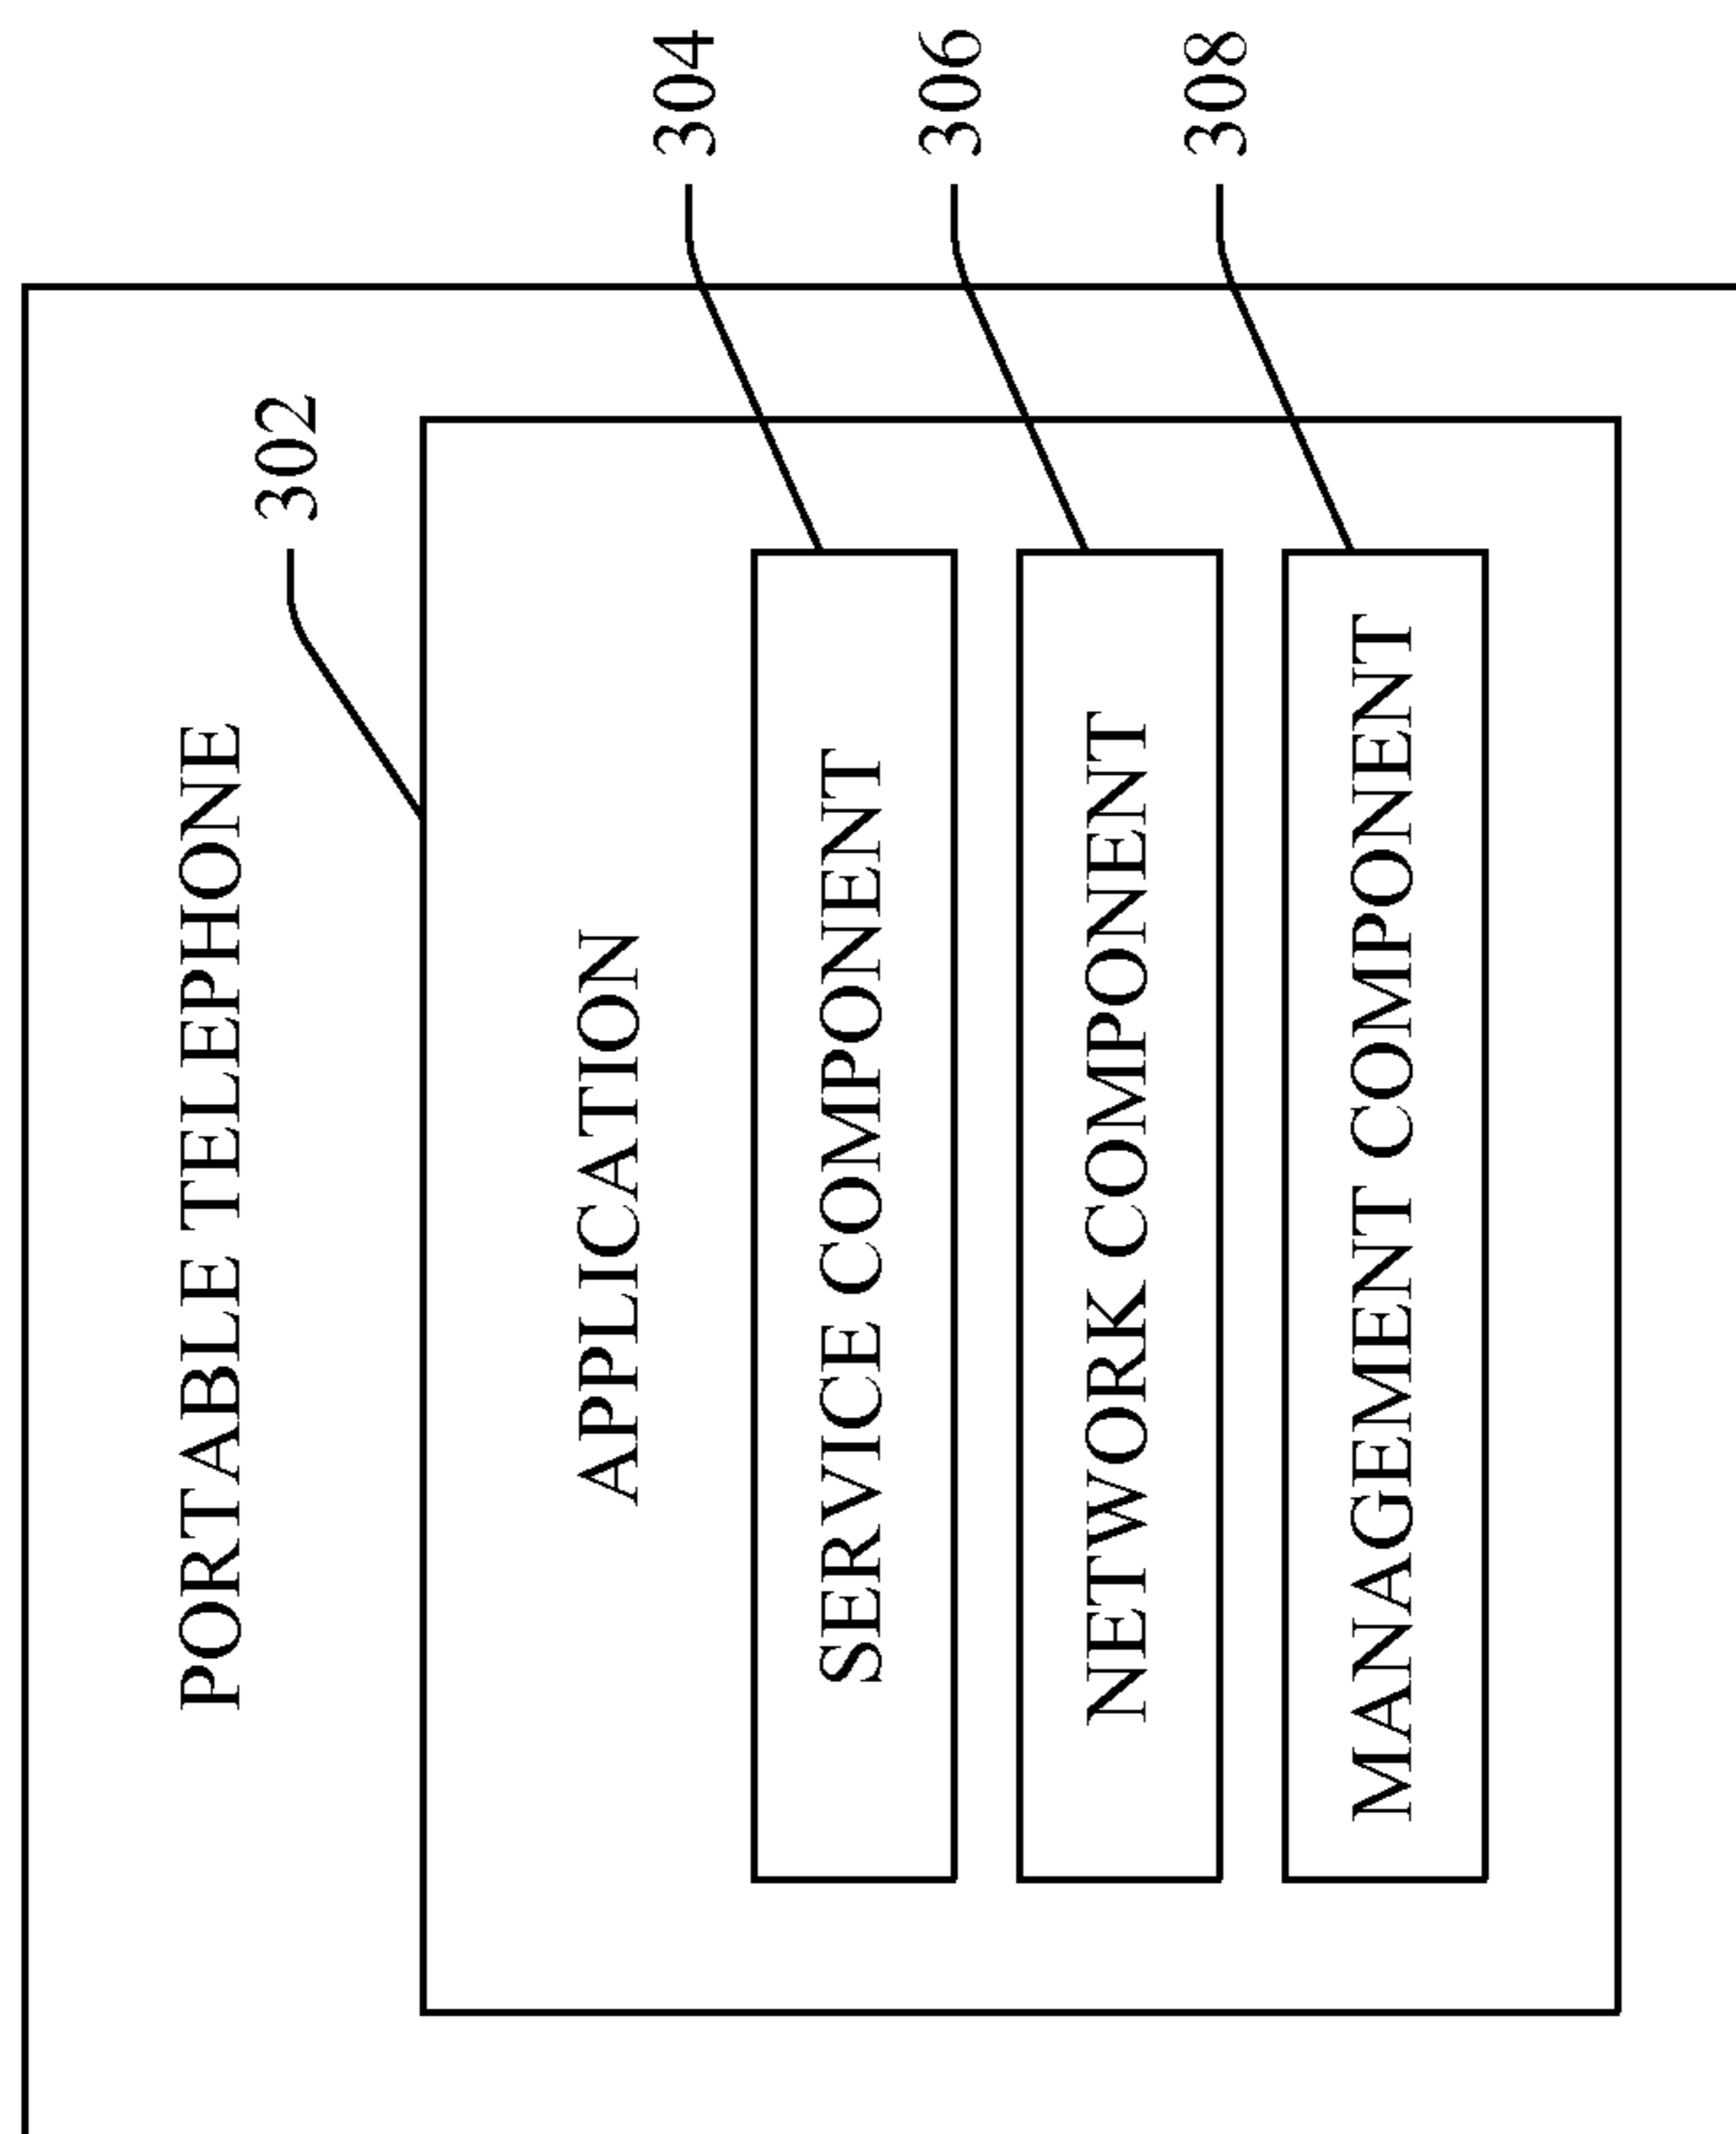 PORTABLE TELEPHONE
302
APPLICATION
304
SERVICE COMPONENT
306
NETWORK COMPONENT
308
MANAGEMENT COMPONENT